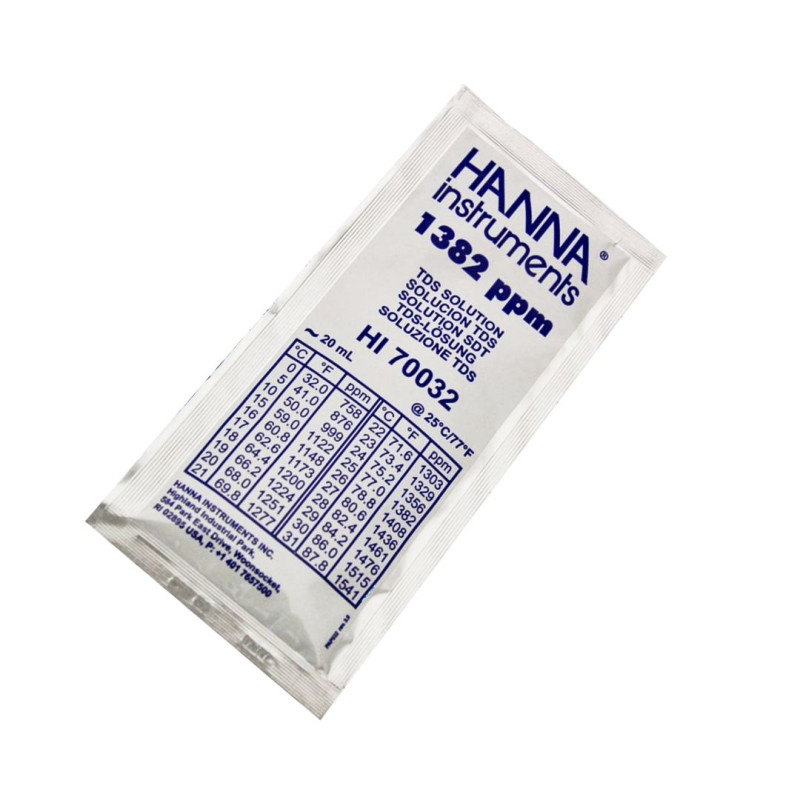 HANNA ®
instruments
1382 ppm
TDS SOLUTION
SOLUCION TDS
SOLUTION SDT
TDS-LÖSUNG
SOLUZIONE TDS
HI 70032
~ 20 mL @ 25°C/77°F
°C °F ppm °C °F ppm
0 32.0 758 22 71.6 1303
5 41.0 876 23 73.4 1329
10 50.0 999 24 75.2 1356
15 59.0 1122 25 77.0 1382
16 60.8 1148 26 78.8 1408
17 62.6 1173 27 80.6 1436
18 64.4 1200 28 82.4 1461
19 66.2 1224 29 84.2 1476
20 68.0 1251 30 86.0 1515
21 69.8 1277 31 87.8 1541
HANNA INSTRUMENTS INC.
Highland Industrial Park,
584 Park East Drive, Woonsocket,
RI 02895 USA, P: +1 401 7657500